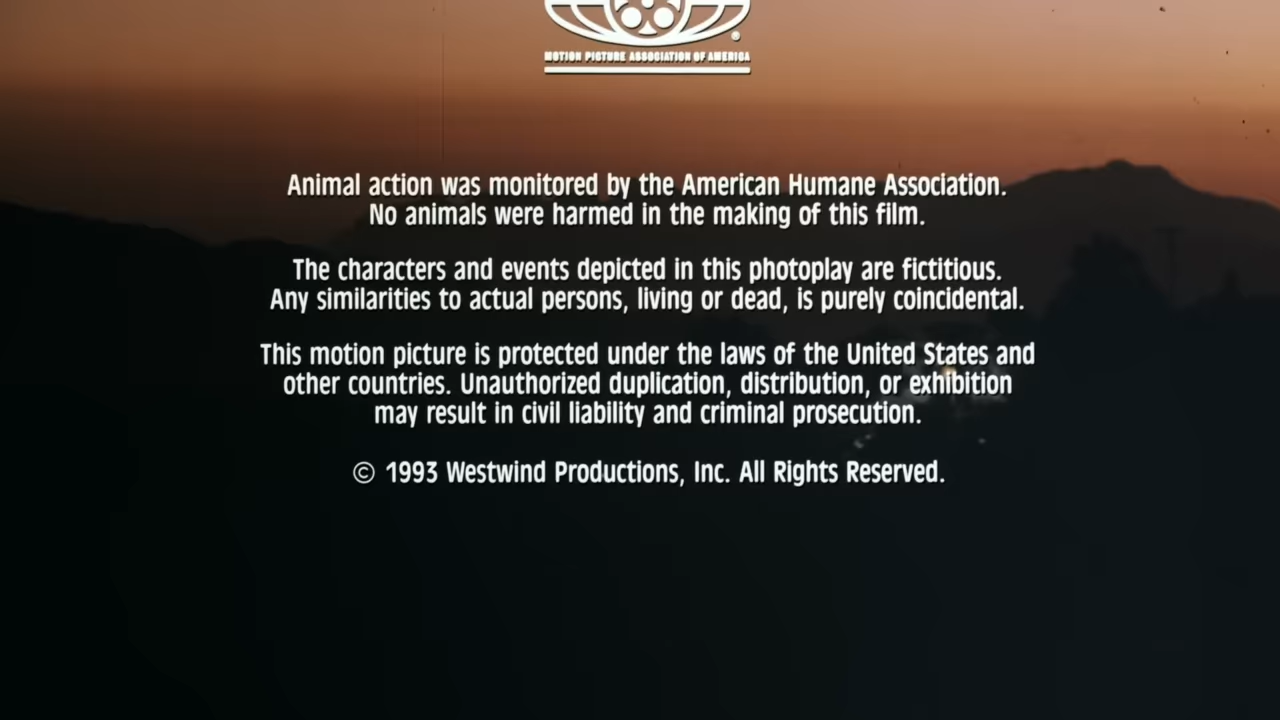 MOTION PICTURE ASSOCIATION OF AMERICA
®
Animal action was monitored by the American Humane Association.
No animals were harmed in the making of this film.
The characters and events depicted in this photoplay are fictitious.
Any similarities to actual persons, living or dead, is purely coincidental.
This motion picture is protected under the laws of the United States and
other countries. Unauthorized duplication, distribution, or exhibition
may result in civil liability and criminal prosecution.
© 1993 Westwind Productions, Inc. All Rights Reserved.